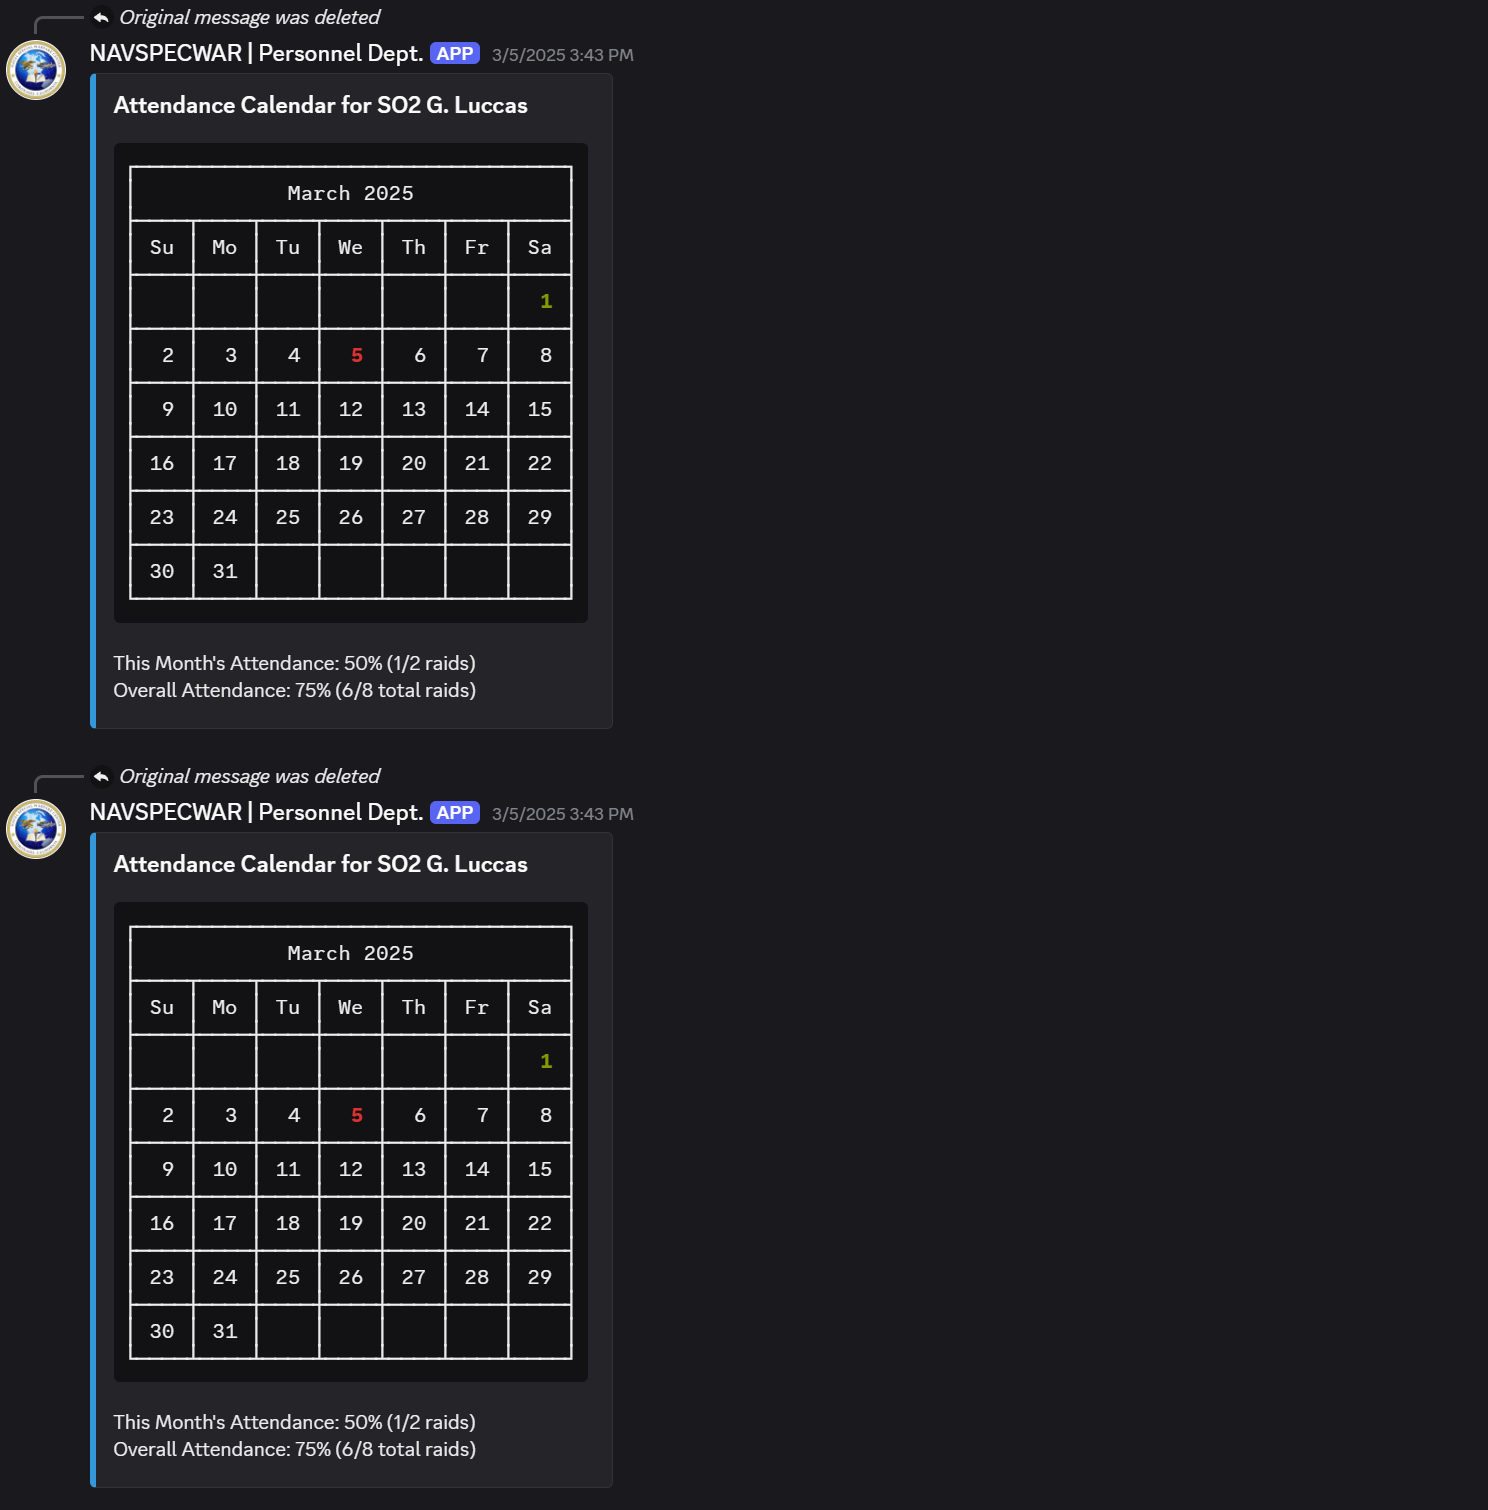 Original message was deleted
NAVSPECWAR | Personnel Dept. APP 3/5/2025 3:43 PM
Attendance Calendar for SO2 G. Luccas
March 2025
Su Mo Tu We Th Fr Sa
1
2 3 4 5 6 7 8
9 10 11 12 13 14 15
16 17 18 19 20 21 22
23 24 25 26 27 28 29
30 31
This Month's Attendance: 50% (1/2 raids)
Overall Attendance: 75% (6/8 total raids)
Original message was deleted
NAVSPECWAR | Personnel Dept. APP 3/5/2025 3:43 PM
Attendance Calendar for SO2 G. Luccas
March 2025
Su Mo Tu We Th Fr Sa
1
2 3 4 5 6 7 8
9 10 11 12 13 14 15
16 17 18 19 20 21 22
23 24 25 26 27 28 29
30 31
This Month's Attendance: 50% (1/2 raids)
Overall Attendance: 75% (6/8 total raids)